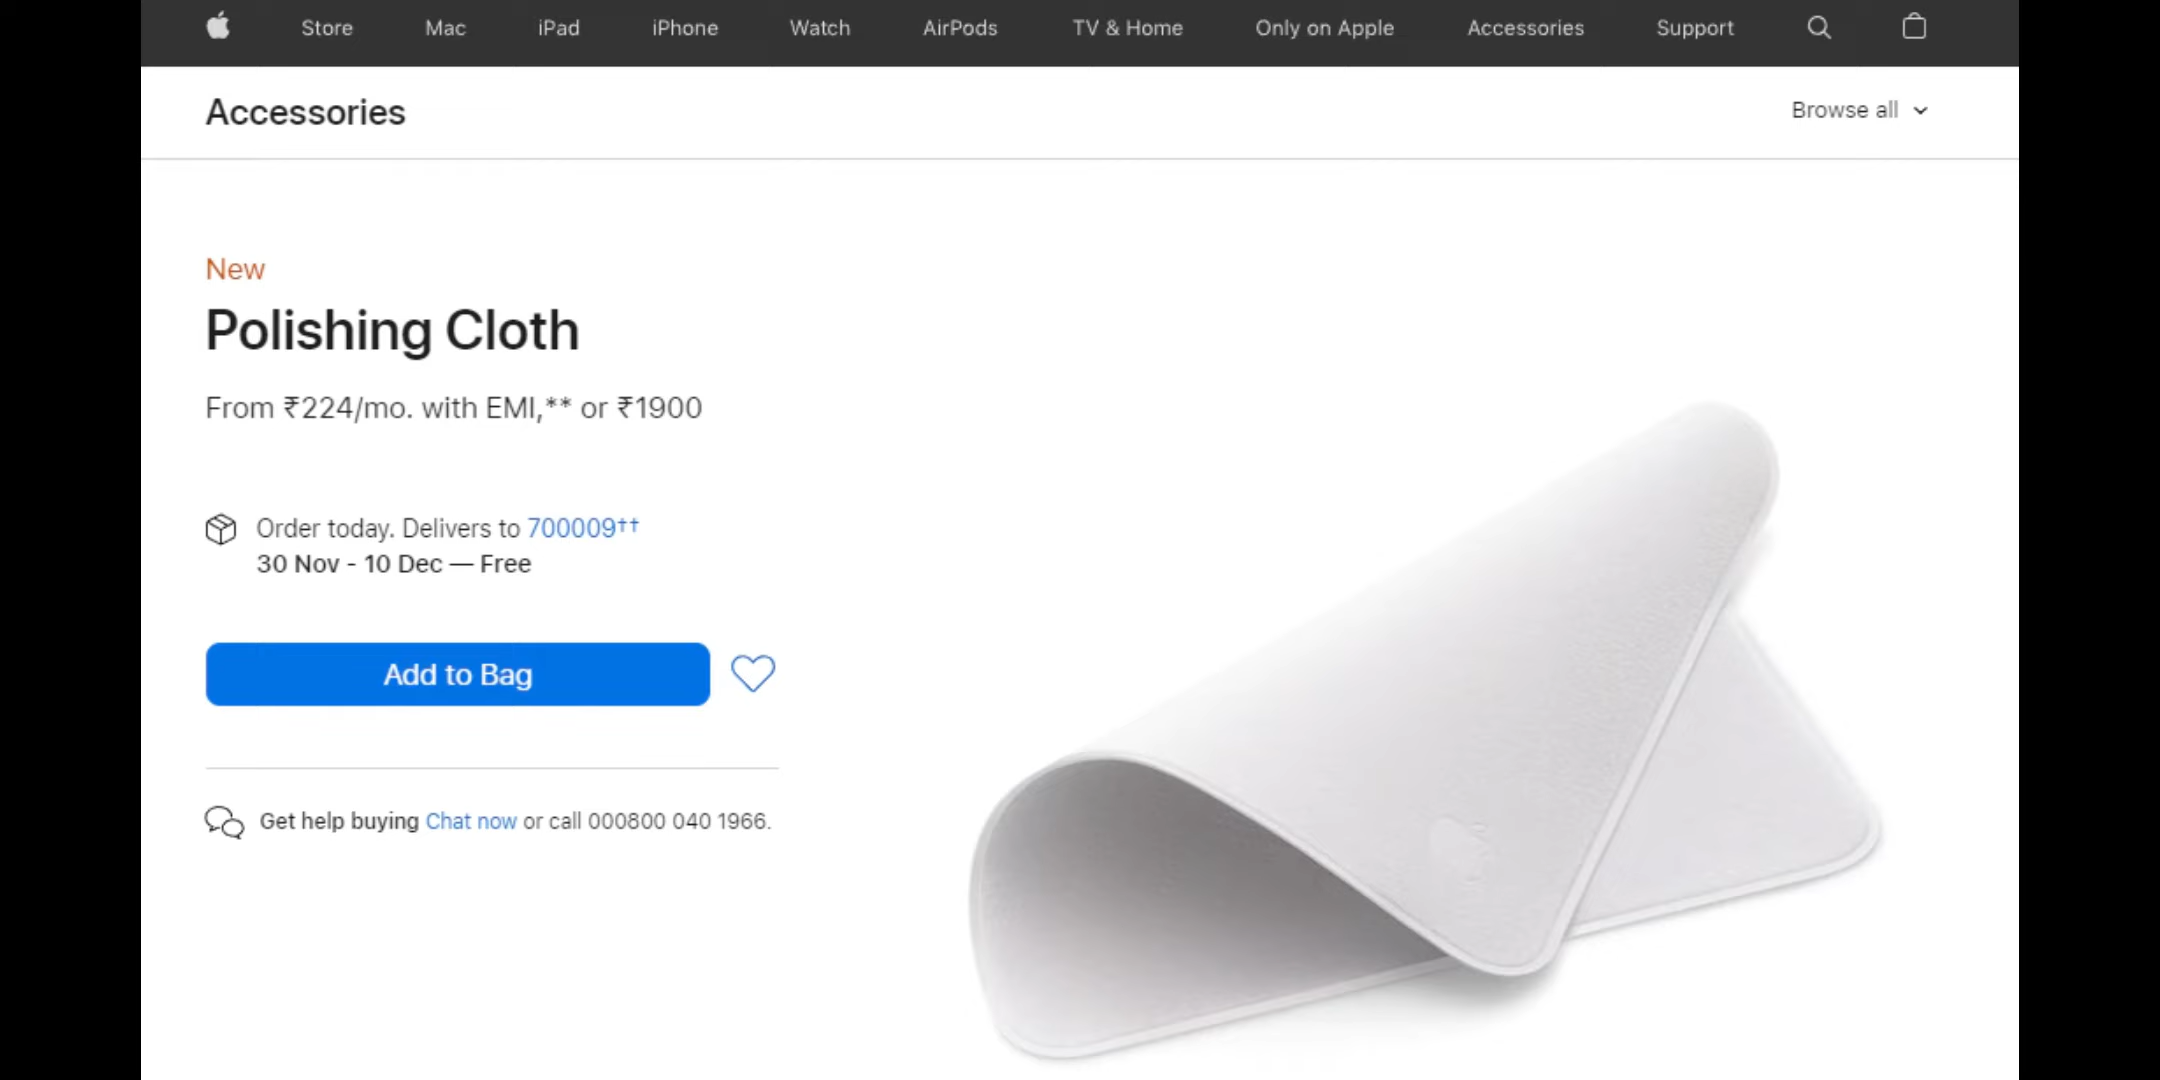 Store Mac iPad iPhone Watch AirPods TV & Home Only on Apple Accessories Support
Accessories
Browse all
New
Polishing Cloth
From ₹224/mo. with EMI,** or ₹1900
Order today. Delivers to 700009††
30 Nov - 10 Dec — Free
Add to Bag
Get help buying Chat now or call 000800 040 1966.